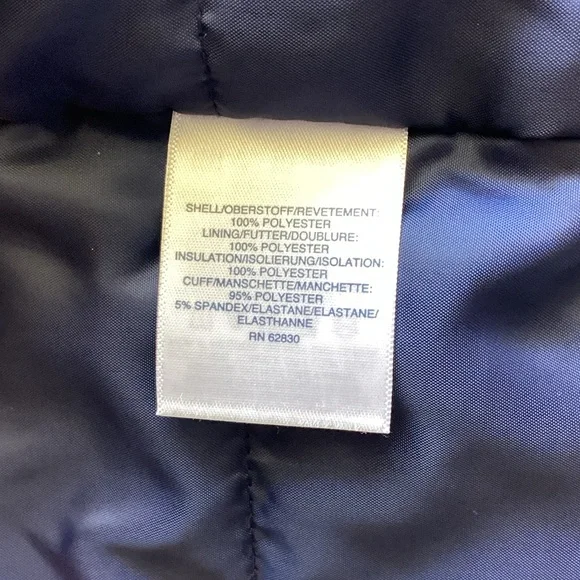 SHELL/OBERSTOFF/REVETEMENT:
100% POLYESTER
LINING/FUTTER/DOUBLURE:
100% POLYESTER
INSULATION/ISOLIERUNG/ISOLATION:
100% POLYESTER
CUFF/MANSCHETTE/MANCHETTE:
95% POLYESTER
5% SPANDEX/ELASTANE/ELASTANE/
ELASTHANNE
RN 62830